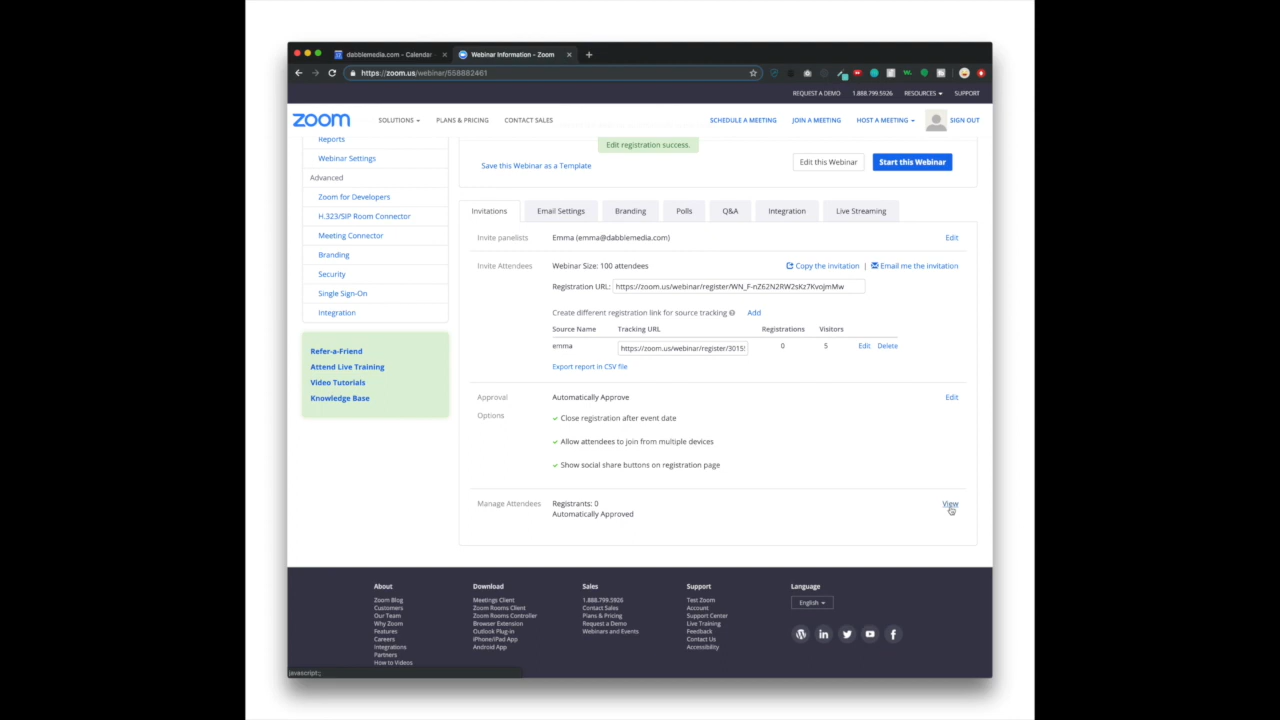 dabblemedia.com - Calendar
Webinar Information - Zoom
https://zoom.us/webinar/558882461
REQUEST A DEMO 1.888.799.5926 RESOURCES SUPPORT
zoom SOLUTIONS PLANS & PRICING CONTACT SALES SCHEDULE A MEETING JOIN A MEETING HOST A MEETING SIGN OUT
Reports
Webinar Settings
Advanced
Zoom for Developers
H.323/SIP Room Connector
Meeting Connector
Branding
Security
Single Sign-On
Integration
Refer-a-Friend
Attend Live Training
Video Tutorials
Knowledge Base
Edit registration success.
Save this Webinar as a Template Edit this Webinar Start this Webinar
Invitations Email Settings Branding Polls Q&A Integration Live Streaming
Invite panelists Emma (emma@dabblemedia.com) Edit
Invite Attendees Webinar Size: 100 attendees Copy the invitation | Email me the invitation
Registration URL: https://zoom.us/webinar/register/WN_F-nZ62N2RW2sKz7KvojmMw
Create different registration link for source tracking Add
Source Name Tracking URL Registrations Visitors
emma https://zoom.us/webinar/register/3015 0 5 Edit Delete
Export report in CSV file
Approval Automatically Approve Edit
Options Close registration after event date
Allow attendees to join from multiple devices
Show social share buttons on registration page
Manage Attendees Registrants: 0 View
Automatically Approved
About
Zoom Blog
Customers
Our Team
Why Zoom
Features
Careers
Integrations
Partners
How to Videos
Download
Meetings Client
Zoom Rooms Client
Zoom Rooms Controller
Browser Extension
Outlook Plug-in
iPhone/iPad App
Android App
Sales
1.888.799.5926
Contact Sales
Plans & Pricing
Request a Demo
Webinars and Events
Support
Test Zoom
Account
Support Center
Live Training
Feedback
Contact Us
Accessibility
Language
English
javascript:;